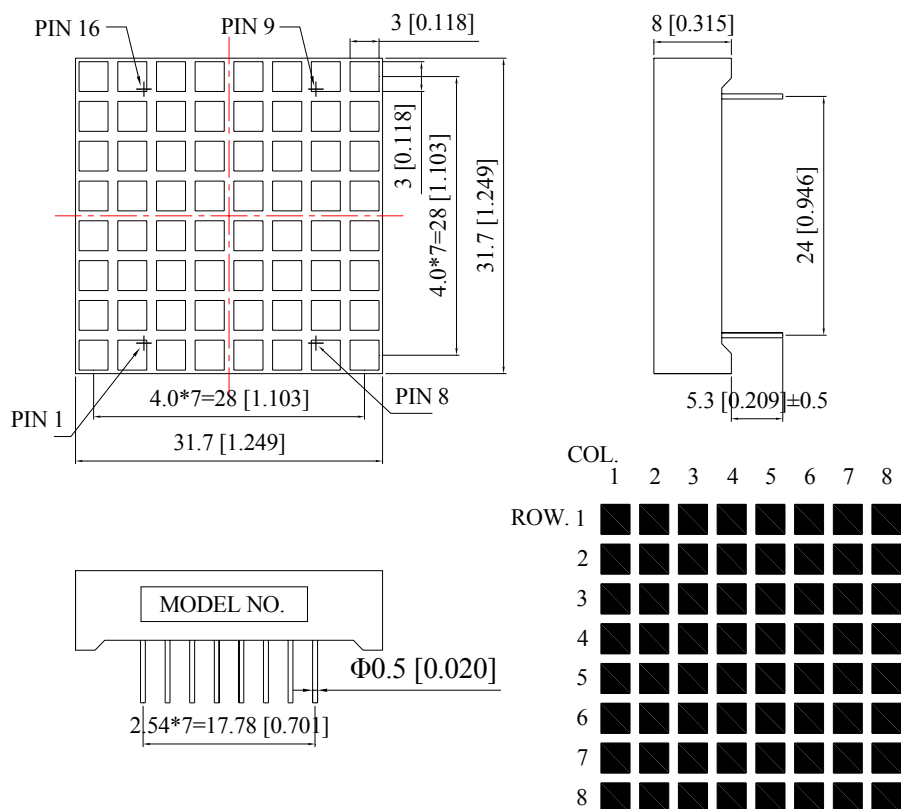 PIN 16
PIN 9
3 [0.118]
8 [0.315]
3 [0.118]
4.0*7=28 [1.103]
31.7 [1.249]
24 [0.946]
PIN 1
4.0*7=28 [1.103]
PIN 8
5.3 [0.209]±0.5
31.7 [1.249]
COL.
1 2 3 4 5 6 7 8
ROW. 1
2
3
4
5
6
7
8
MODEL NO.
Φ0.5 [0.020]
2.54*7=17.78 [0.701]